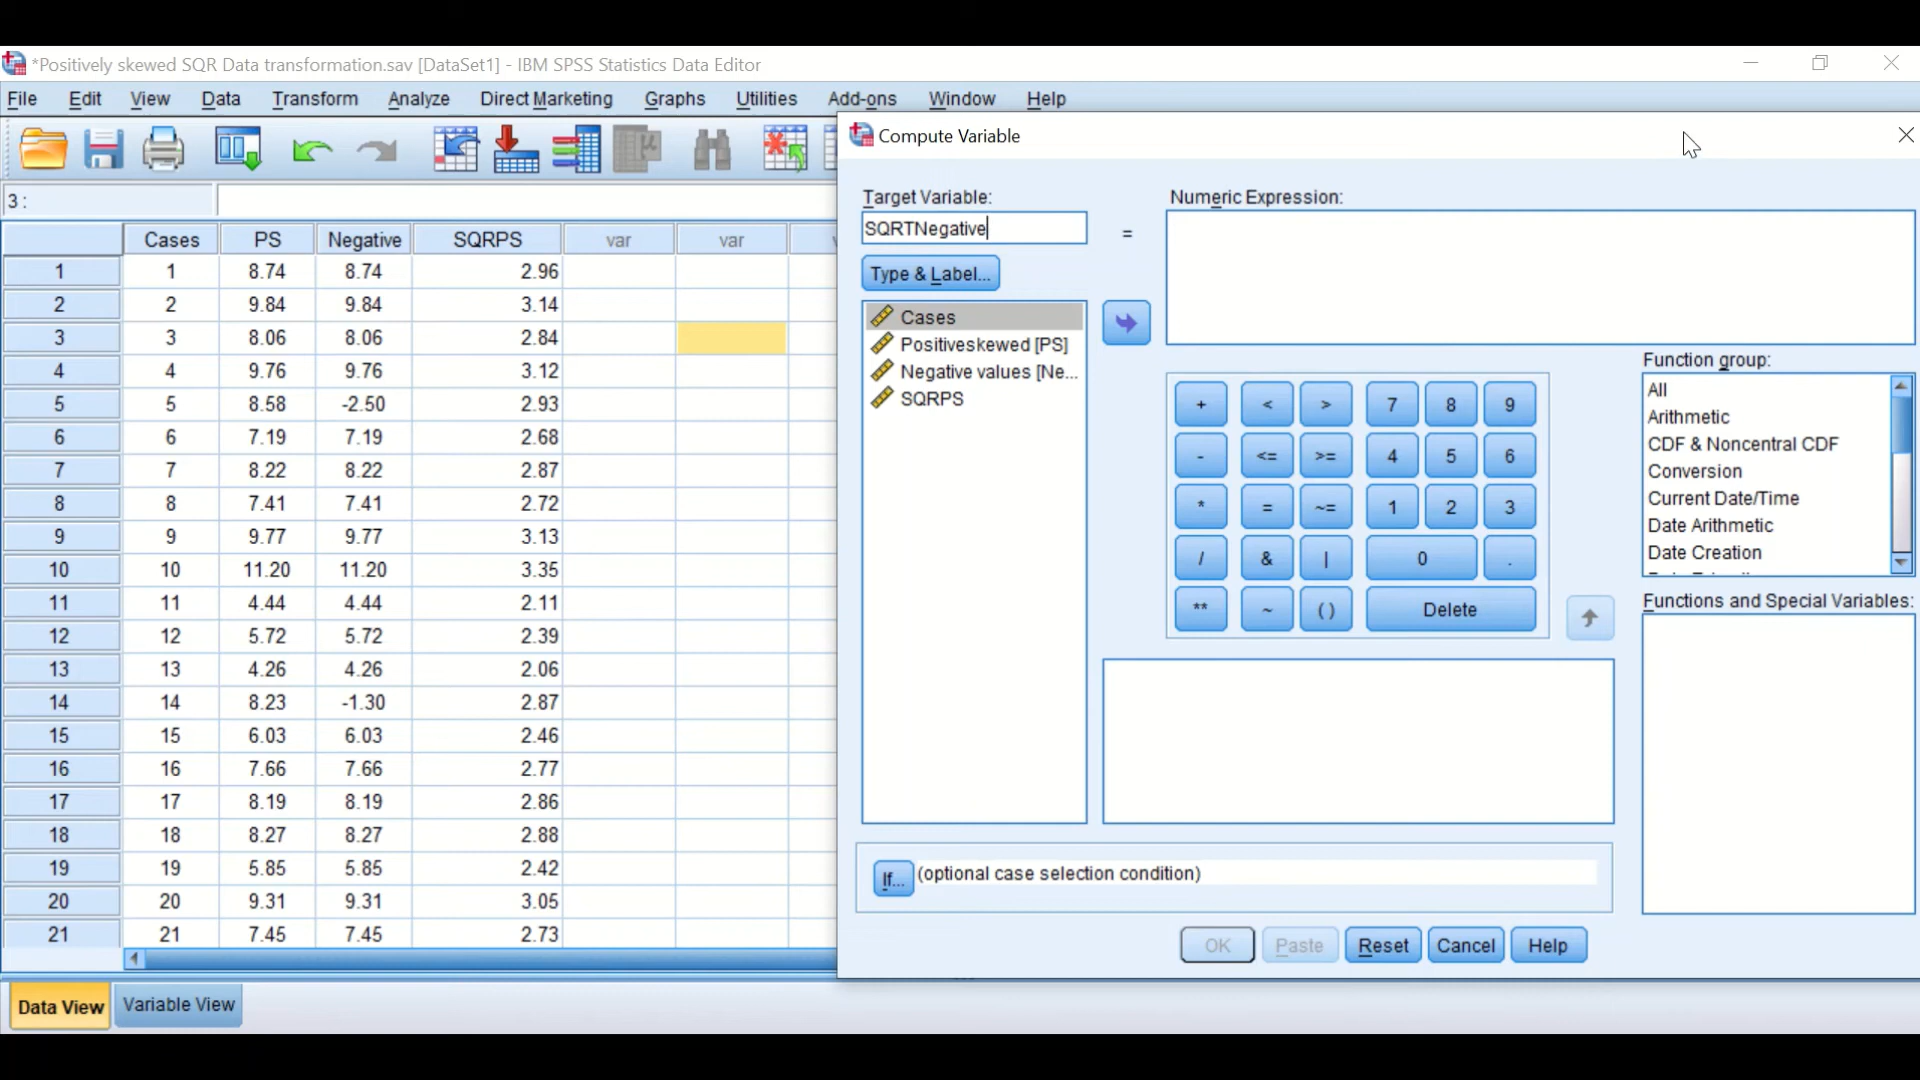 *Positively skewed SQR Data transformation.sav [DataSet1] - IBM SPSS Statistics Data Editor
File Edit View Data Transform Analyze Direct Marketing Graphs Utilities Add-ons Window Help
3 :
Cases PS Negative SQRPS var var
1 1 8.74 8.74 2.96
2 2 9.84 9.84 3.14
3 3 8.06 8.06 2.84
4 4 9.76 9.76 3.12
5 5 8.58 -2.50 2.93
6 6 7.19 7.19 2.68
7 7 8.22 8.22 2.87
8 8 7.41 7.41 2.72
9 9 9.77 9.77 3.13
10 10 11.20 11.20 3.35
11 11 4.44 4.44 2.11
12 12 5.72 5.72 2.39
13 13 4.26 4.26 2.06
14 14 8.23 -1.30 2.87
15 15 6.03 6.03 2.46
16 16 7.66 7.66 2.77
17 17 8.19 8.19 2.86
18 18 8.27 8.27 2.88
19 19 5.85 5.85 2.42
20 20 9.31 9.31 3.05
21 21 7.45 7.45 2.73
Data View Variable View
Compute Variable
Target Variable:
SQRTNegative
=
Numeric Expression:
Type & Label...
Cases
Positiveskewed [PS]
Negative values [Ne...
SQRPS
+ < > 7 8 9
- <= >= 4 5 6
* = ~= 1 2 3
/ & | 0 .
** ~ ( ) Delete
Function group:
All
Arithmetic
CDF & Noncentral CDF
Conversion
Current Date/Time
Date Arithmetic
Date Creation
Functions and Special Variables:
If... (optional case selection condition)
OK Paste Reset Cancel Help